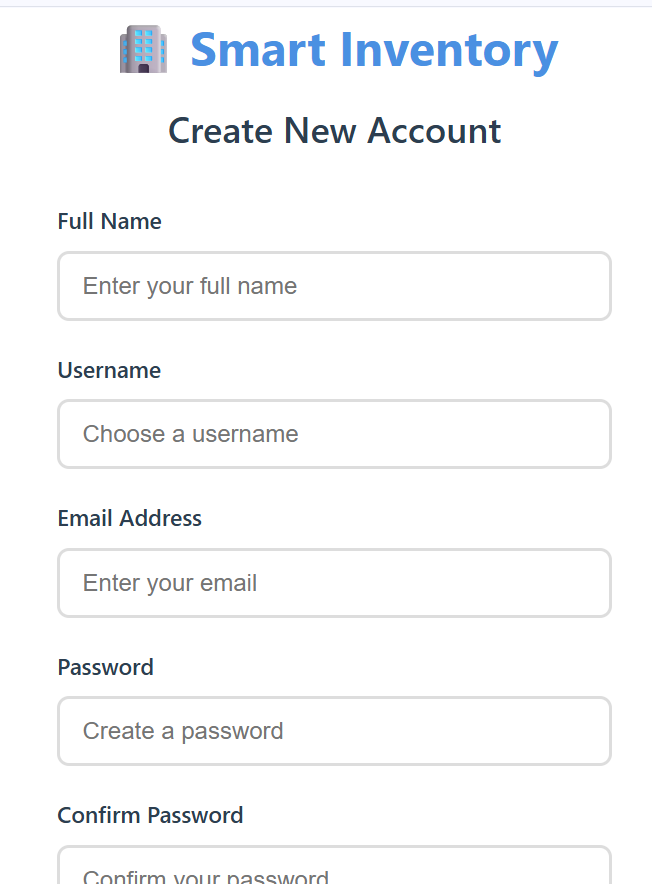 Smart Inventory
Create New Account
Full Name
Enter your full name
Username
Choose a username
Email Address
Enter your email
Password
Create a password
Confirm Password
Confirm your password